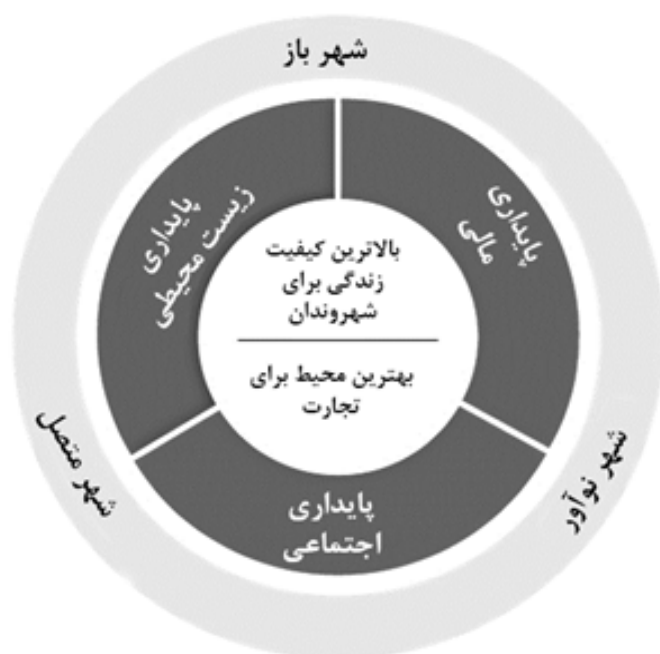 شهر باز
پایداری
مالی
پایداری
زیست محیطی
بالاترین کیفیت
زندگی برای
شهروندان
بهترین محیط برای
تجارت
پایداری
اجتماعی
شهر نوآور
شهر متصل